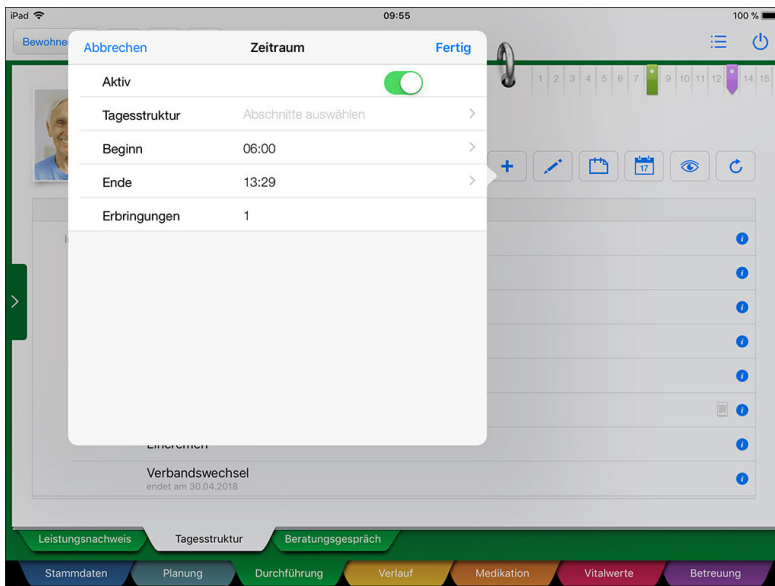 iPad 09:55 100 %
Bewohne
Abbrechen Zeitraum Fertig
1 2 3 4 5 6 7 9 10 11 12 14 15
Aktiv
Tagesstruktur Abschnitte auswählen
Beginn 06:00
17
Ende 13:29
Erbringungen 1
Verbandswechsel
endet am 30.04.2018
Leistungsnachweis Tagesstruktur Beratungsgespräch
Stammdaten Planung Durchführung Verlauf Medikation Vitalwerte Betreuung